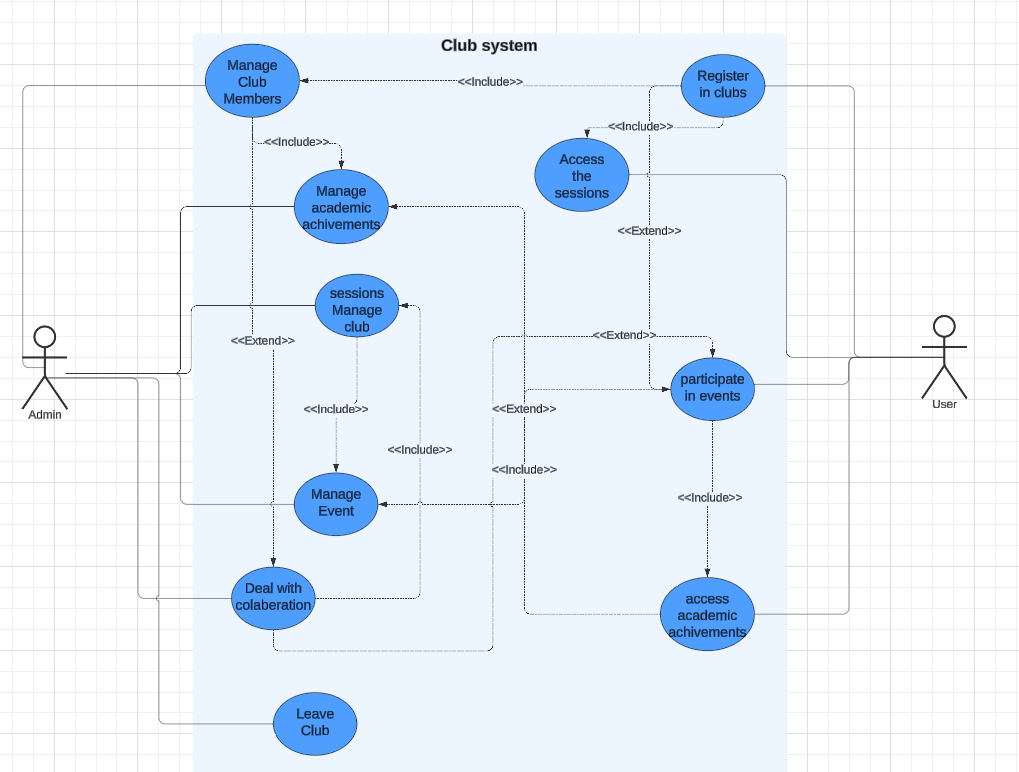 Club system
Manage
Club
Members
<<Include>>
Register
in clubs
<<Include>>
<<Include>>
Access
the
sessions
Manage
academic
achivements
<<Extend>>
sessions
Manage
club
<<Extend>>
<<Extend>>
participate
in events
Admin
User
<<Include>>
<<Extend>>
<<Include>>
<<Include>>
Manage
Event
<<Include>>
Deal with
colaberation
access
academic
achivements
Leave
Club